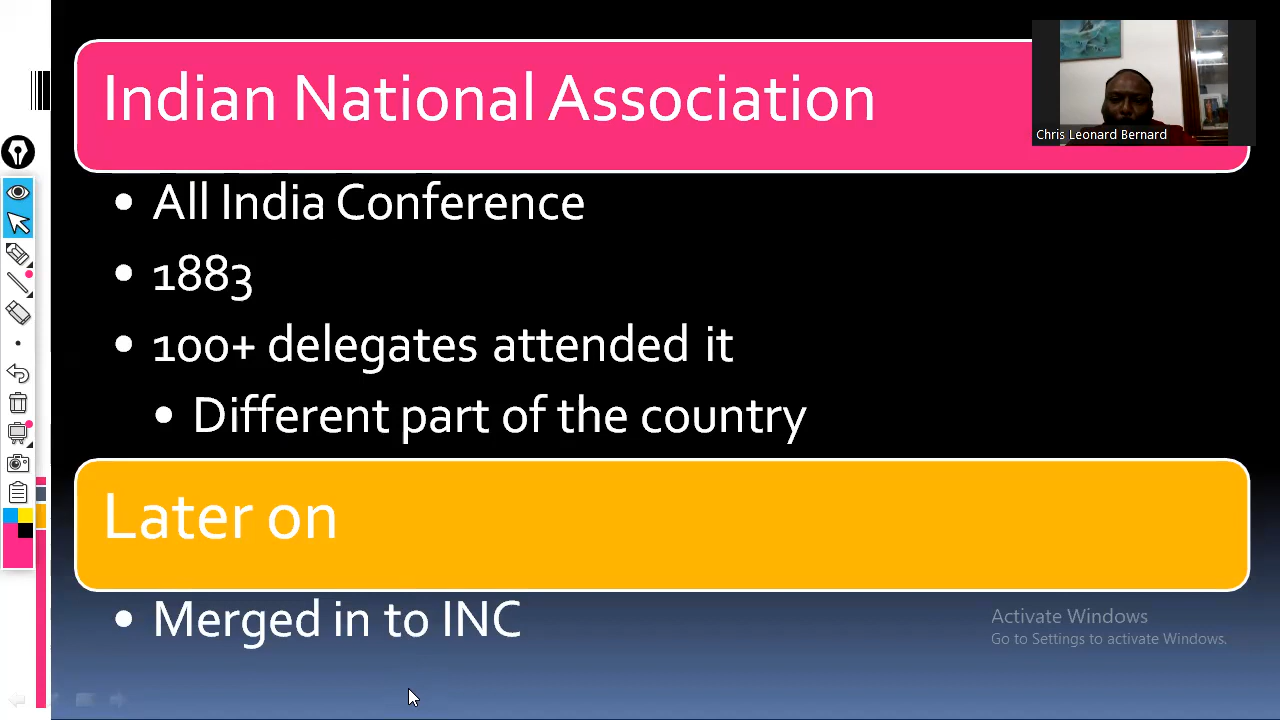 Indian National Association
Chris Leonard Bernard
• All India Conference
• 1883
• 100+ delegates attended it
• Different part of the country
Later on
• Merged in to INC
Activate Windows
Go to Settings to activate Windows.